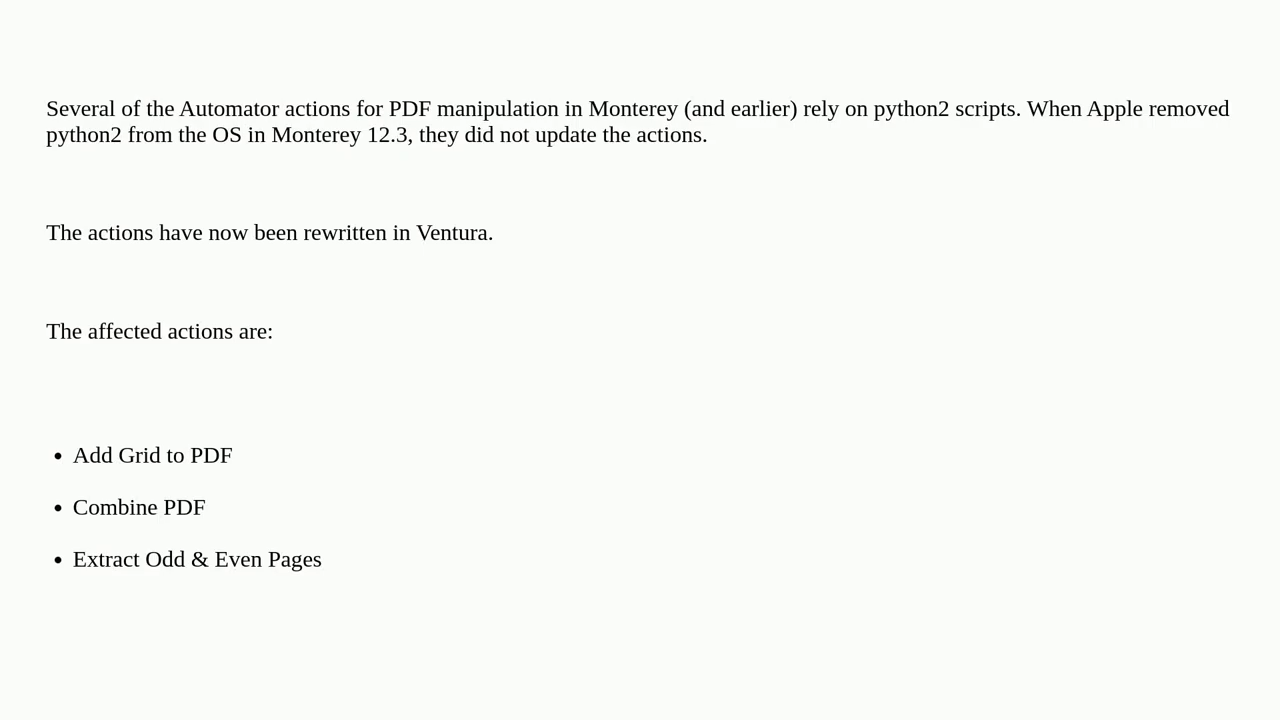 Several of the Automator actions for PDF manipulation in Monterey (and earlier) rely on python2 scripts. When Apple removed
python2 from the OS in Monterey 12.3, they did not update the actions.
The actions have now been rewritten in Ventura.
The affected actions are:
• Add Grid to PDF
• Combine PDF
• Extract Odd & Even Pages